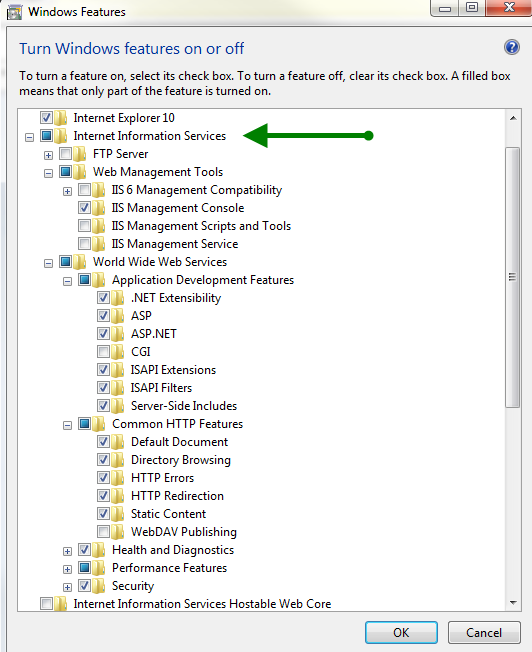 Windows Features
Turn Windows features on or off
To turn a feature on, select its check box. To turn a feature off, clear its check box. A filled box
means that only part of the feature is turned on.
Internet Explorer 10
Internet Information Services
FTP Server
Web Management Tools
IIS 6 Management Compatibility
IIS Management Console
IIS Management Scripts and Tools
IIS Management Service
World Wide Web Services
Application Development Features
.NET Extensibility
ASP
ASP.NET
CGI
ISAPI Extensions
ISAPI Filters
Server-Side Includes
Common HTTP Features
Default Document
Directory Browsing
HTTP Errors
HTTP Redirection
Static Content
WebDAV Publishing
Health and Diagnostics
Performance Features
Security
Internet Information Services Hostable Web Core
OK
Cancel